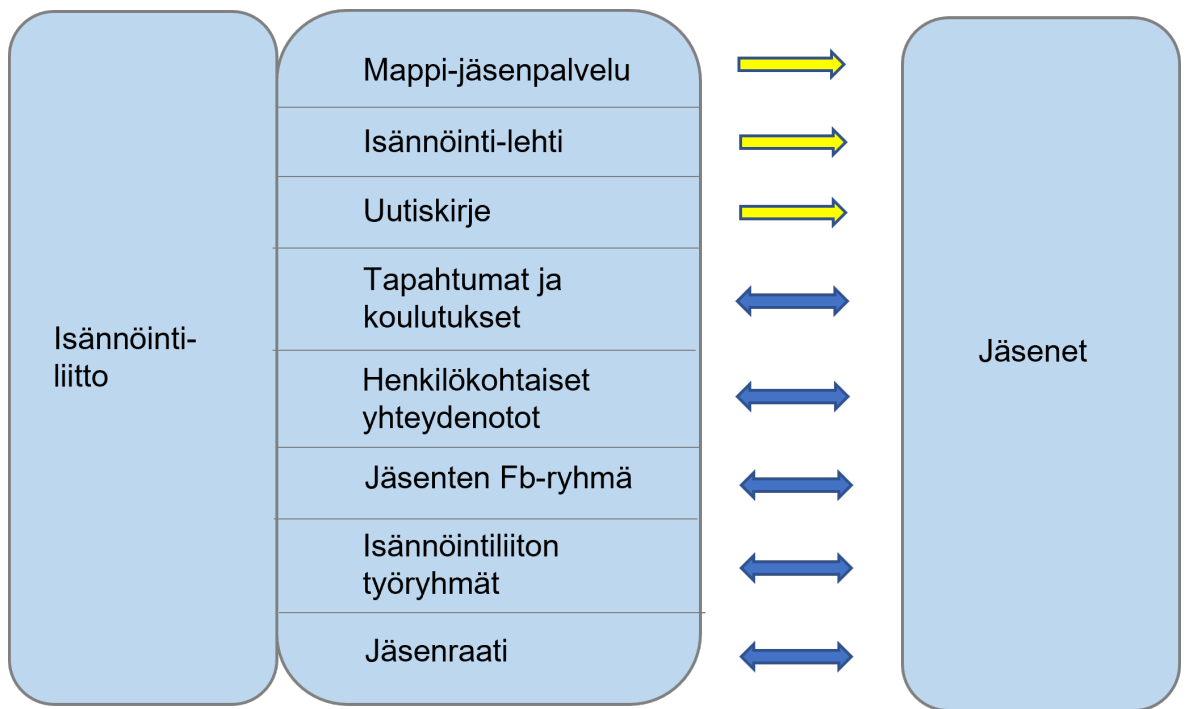 Isännöinti-
liitto
Mappi-jäsenpalvelu
Isännöinti-lehti
Uutiskirje
Tapahtumat ja
koulutukset
Henkilökohtaiset
yhteydenotot
Jäsenten Fb-ryhmä
Isännöintiliiton
työryhmät
Jäsenraati
Jäsenet